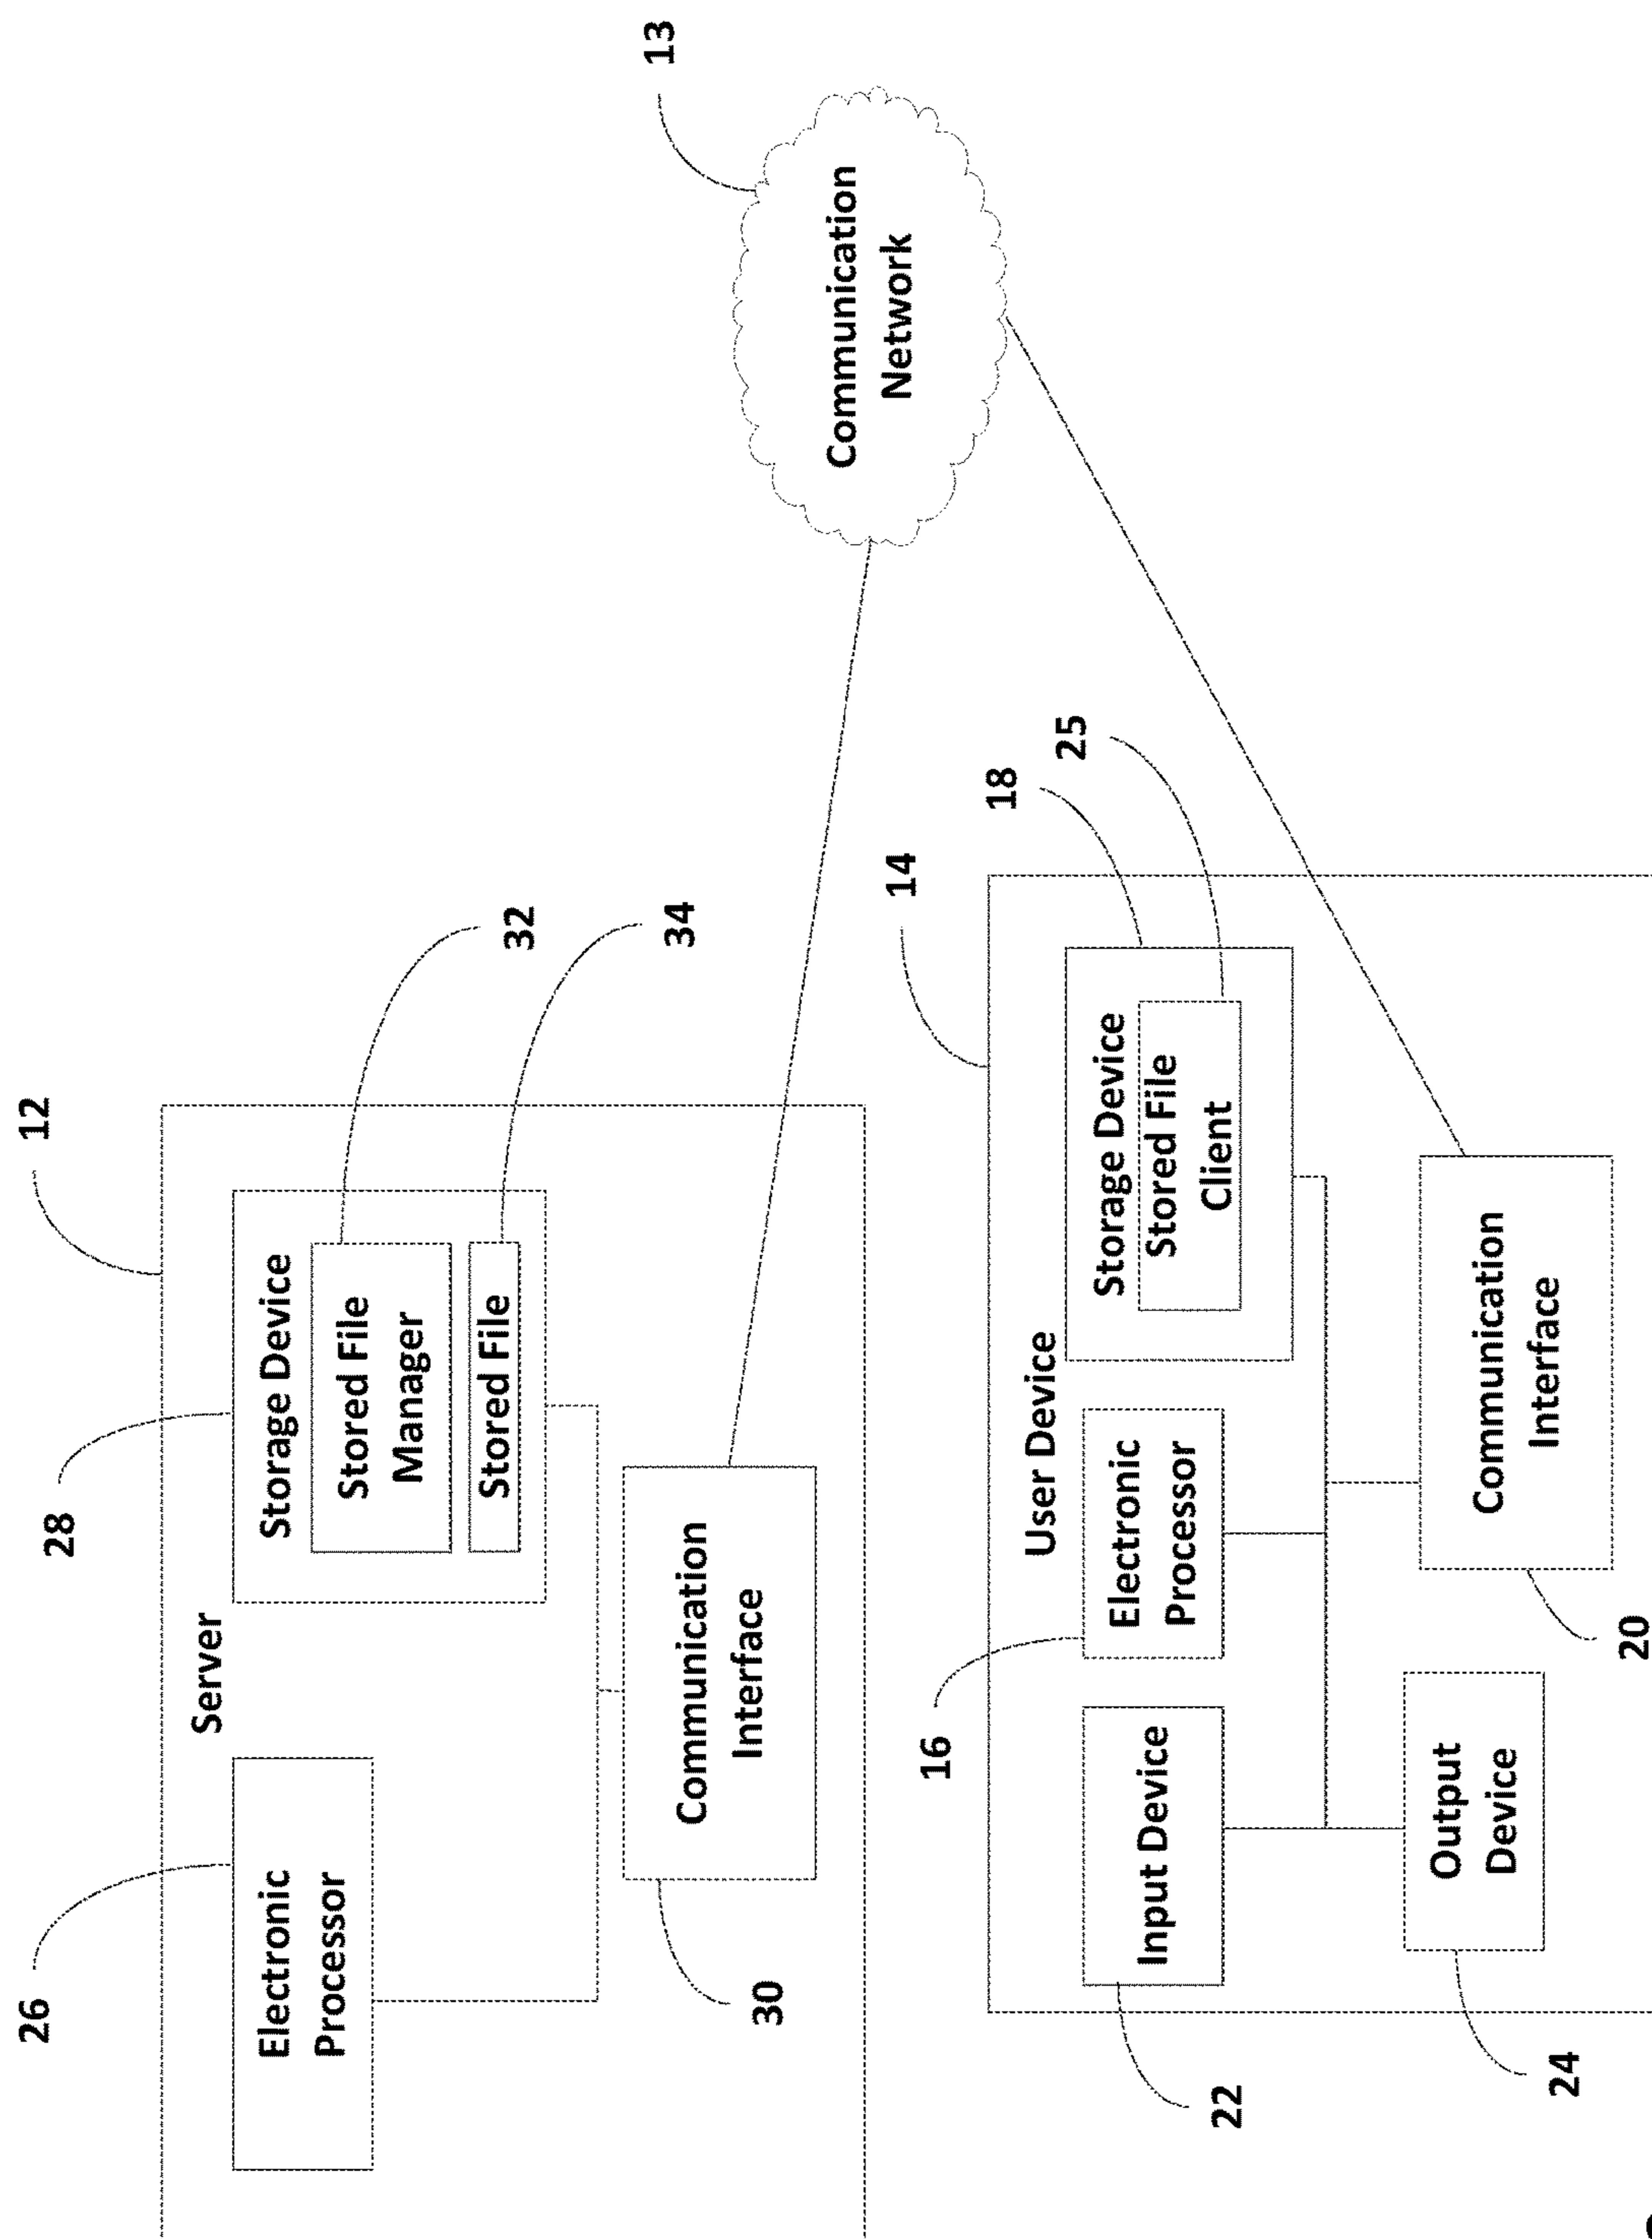 12
28
26
Server
Electronic
Processor
Storage Device
Stored File
Manager
Stored File
32
34
Communication
Interface
30
13
Communication
Network
14
18
25
16
User Device
Input Device
Electronic
Processor
Storage Device
Stored File
Client
22
Output
Device
24
Communication
Interface
20